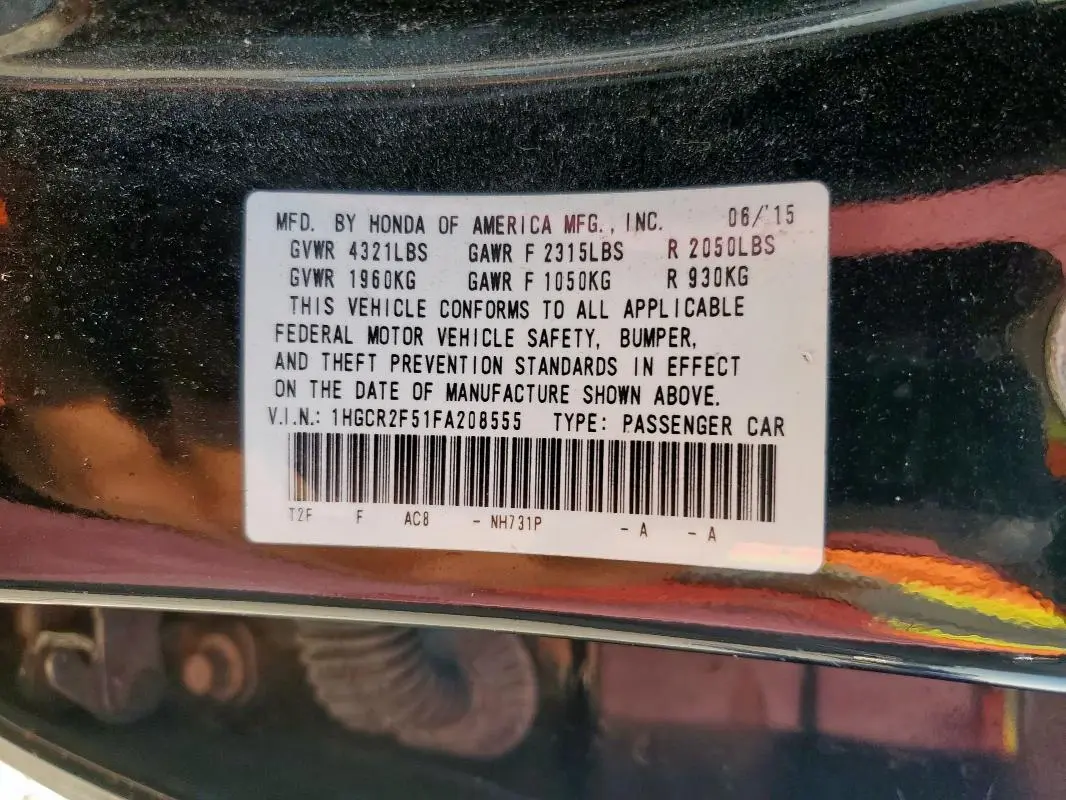 MFD. BY HONDA OF AMERICA MFG., INC. 06/'15
GVWR 4321LBS GAWR F 2315LBS R 2050LBS
GVWR 1960KG GAWR F 1050KG R 930KG
THIS VEHICLE CONFORMS TO ALL APPLICABLE
FEDERAL MOTOR VEHICLE SAFETY, BUMPER,
AND THEFT PREVENTION STANDARDS IN EFFECT
ON THE DATE OF MANUFACTURE SHOWN ABOVE.
V.I.N.: 1HGCR2F51FA208555 TYPE: PASSENGER CAR
T2F F AC8 - NH731P - A - A